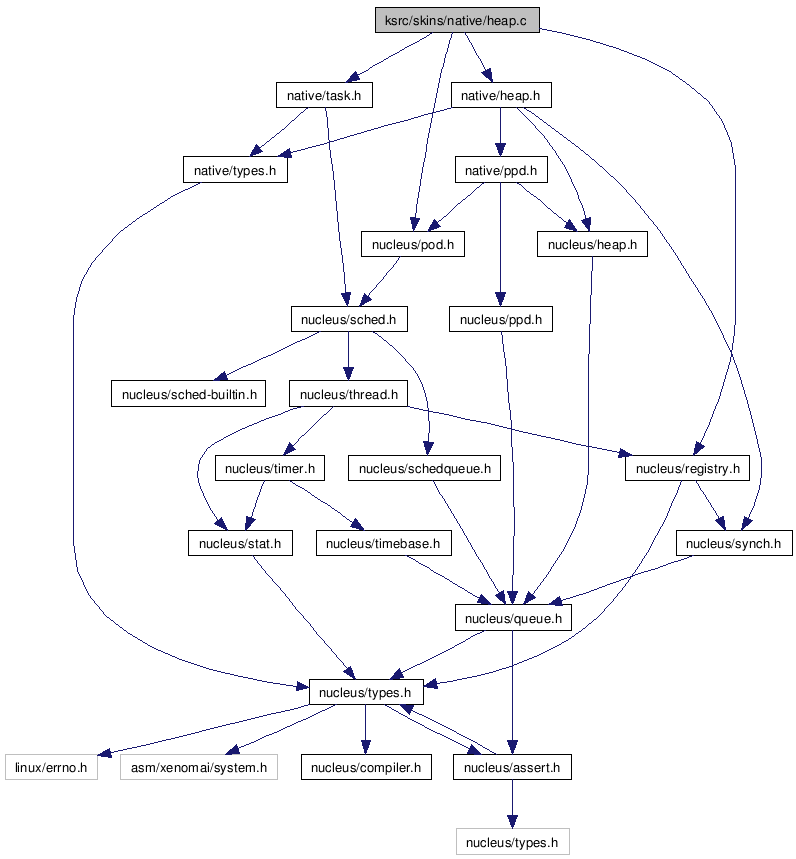 ksrc/skins/native/heap.c
native/task.h
native/heap.h
native/types.h
native/ppd.h
nucleus/pod.h
nucleus/heap.h
nucleus/sched.h
nucleus/ppd.h
nucleus/sched-builtin.h
nucleus/thread.h
nucleus/timer.h
nucleus/schedqueue.h
nucleus/registry.h
nucleus/stat.h
nucleus/timebase.h
nucleus/synch.h
nucleus/queue.h
nucleus/types.h
linux/errno.h
asm/xenomai/system.h
nucleus/compiler.h
nucleus/assert.h
nucleus/types.h